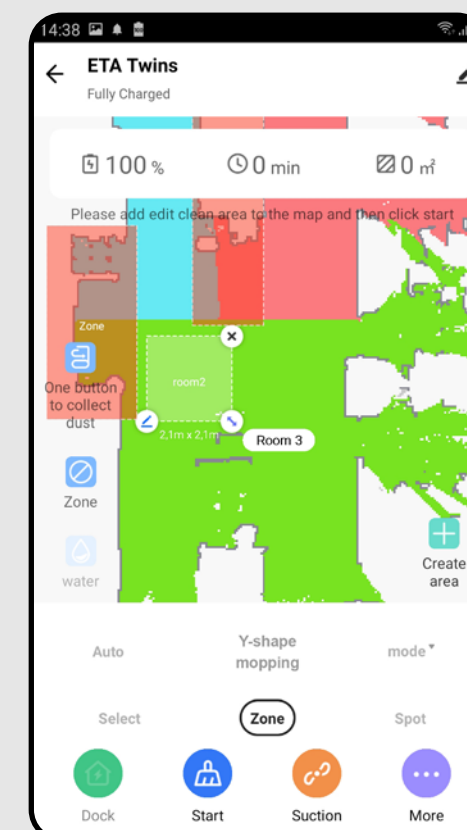 14:38
ETA Twins
Fully Charged
100 %
0 min
0 ㎡
Please add edit clean area to the map and then click start
Zone
One button
to collect
dust
room2
2,1m x 2,1m
Room 3
Zone
water
Create
area
Auto
Y-shape
mopping
mode
Select
Zone
Spot
Dock
Start
Suction
More